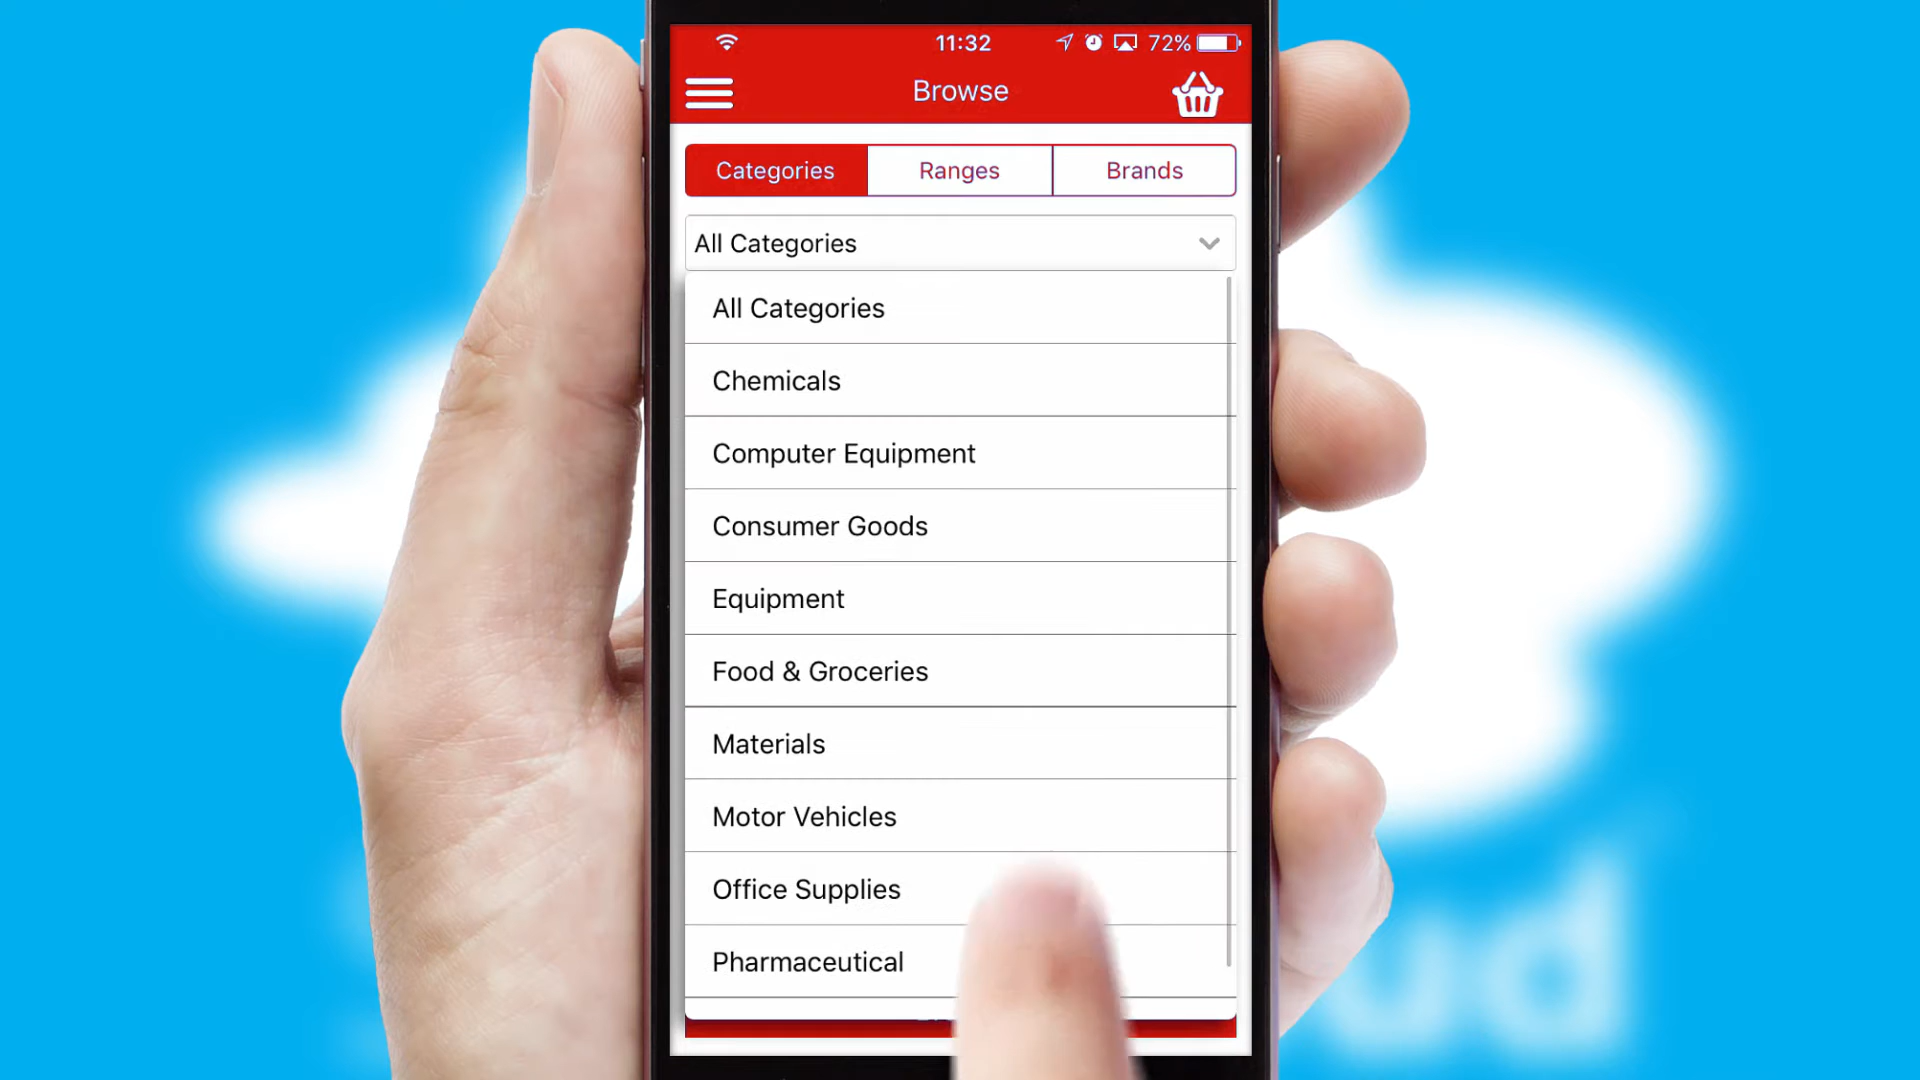 11:32
72%
Browse
Categories
Ranges
Brands
All Categories
All Categories
Chemicals
Computer Equipment
Consumer Goods
Equipment
Food & Groceries
Materials
Motor Vehicles
Office Supplies
Pharmaceutical